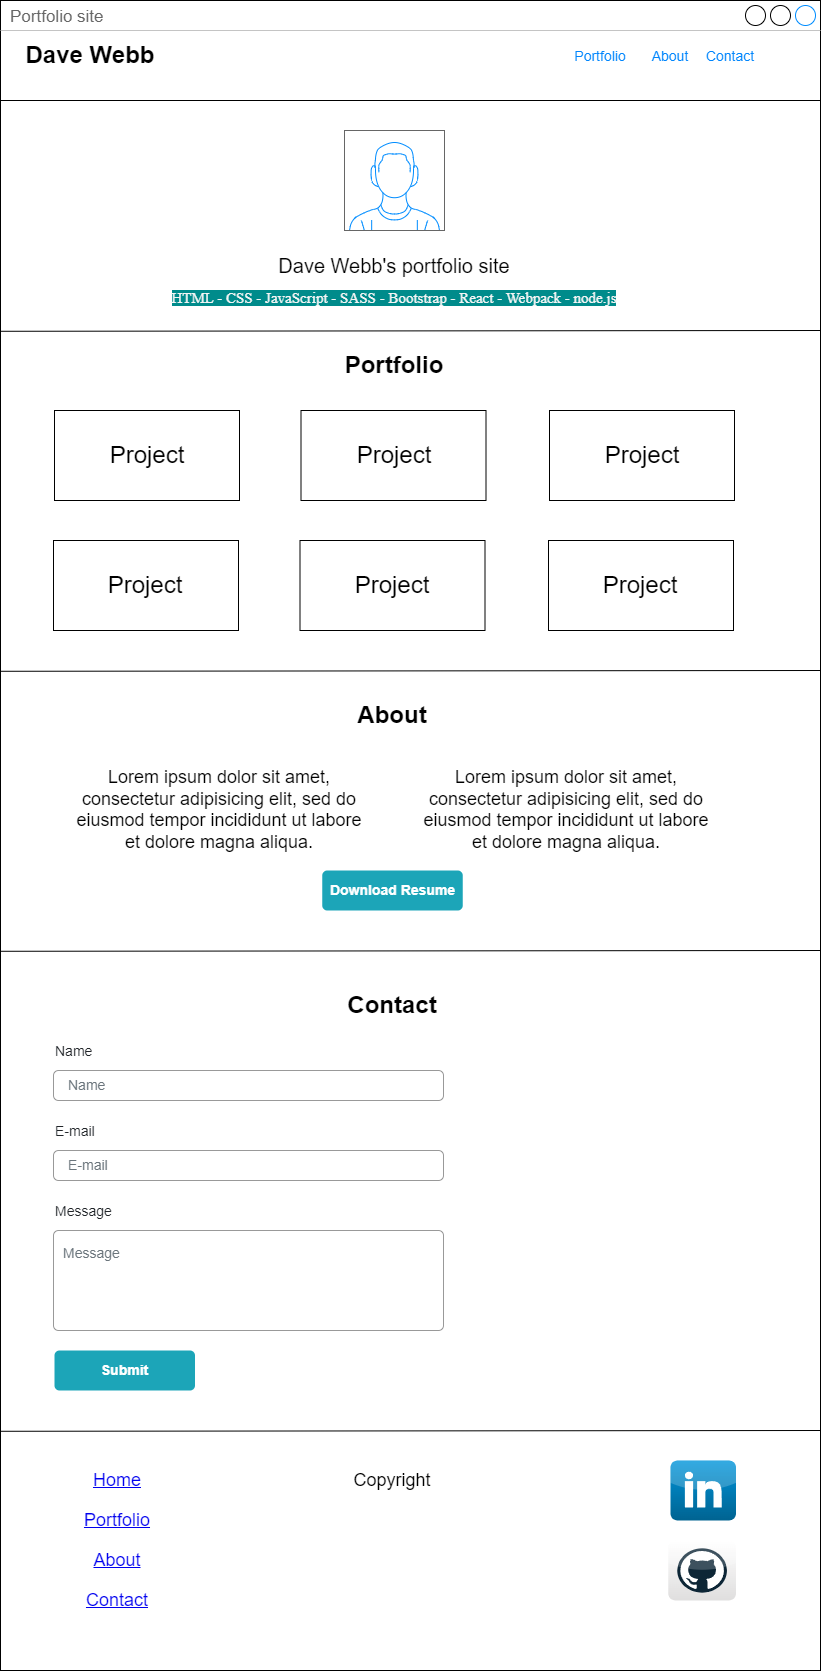 Portfolio site
Dave Webb
Portfolio About Contact
Dave Webb's portfolio site
HTML - CSS - JavaScript - SASS - Bootstrap - React - Webpack - node.js
Portfolio
Project Project Project
Project Project Project
About
Lorem ipsum dolor sit amet,
consectetur adipisicing elit, sed do
eiusmod tempor incididunt ut labore
et dolore magna aliqua.
Lorem ipsum dolor sit amet,
consectetur adipisicing elit, sed do
eiusmod tempor incididunt ut labore
et dolore magna aliqua.
Download Resume
Contact
Name
Name
E-mail
E-mail
Message
Message
Submit
Home
Portfolio
About
Contact
Copyright
in